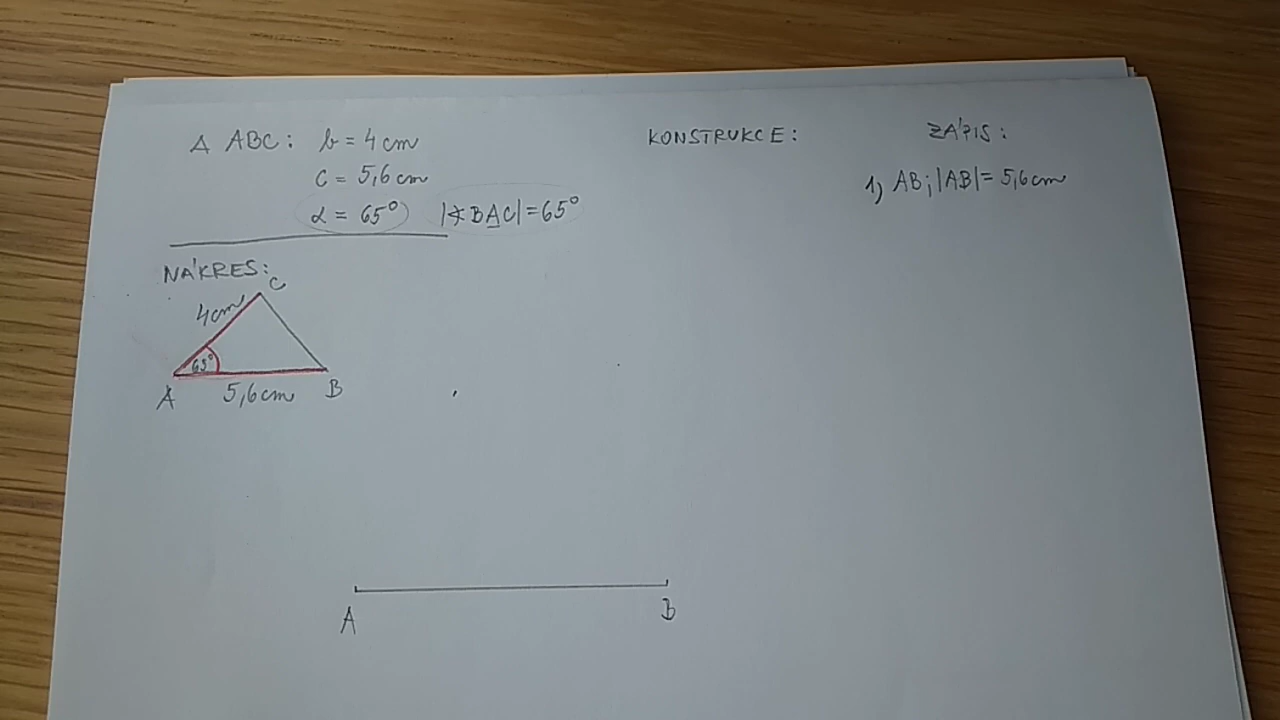 Δ ABC: b = 4 cm
c = 5,6 cm
α = 65° |∢BAC| = 65°
NÁKRES:
C
4 cm
65°
A 5,6 cm B
KONSTRUKCE:
A B
ZÁPIS:
1) AB; |AB| = 5,6 cm